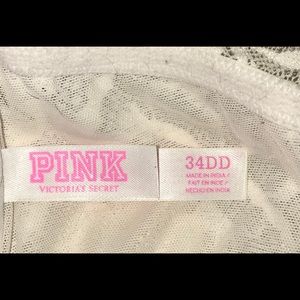 PINK
VICTORIA'S SECRET
34DD
MADE IN INDIA /
FAIT EN INDE /
HECHO EN INDIA